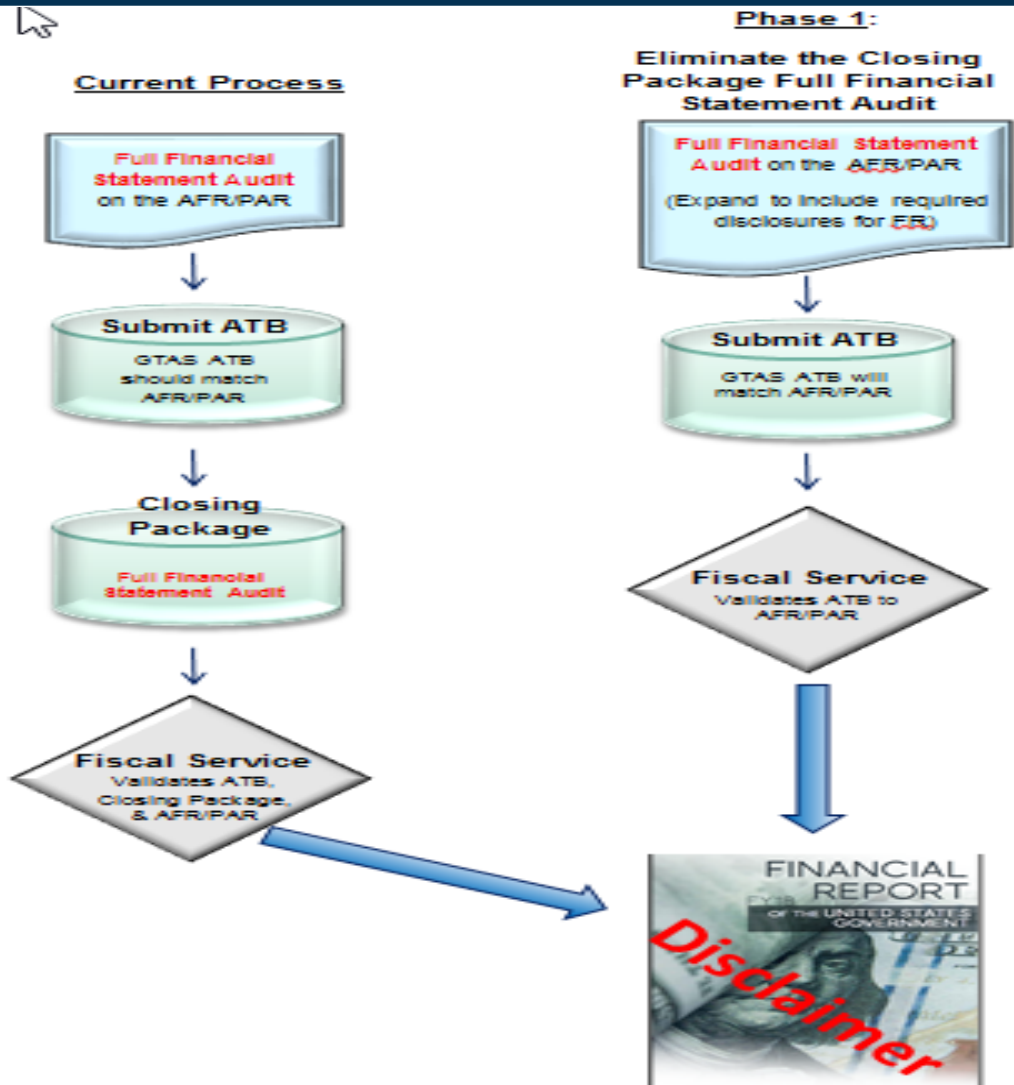 Current Process
Full Financial
Statement Audit
on the AFR/PAR
Submit ATB
GTAS ATB
should match
AFR/PAR
Closing
Package
Full Financial
Statement Audit
Fiscal Service
Validates ATB,
Closing Package,
& AFR/PAR
Phase 1:
Eliminate the Closing
Package Full Financial
Statement Audit
Full Financial Statement
Audit on the AFR/PAR
(Expand to include required
disclosures for FR)
Submit ATB
GTAS ATB will
match AFR/PAR
Fiscal Service
Validates ATB to
AFR/PAR
FINANCIAL
REPORT
FY18
OF THE UNITED STATES
GOVERNMENT
Disclaimer